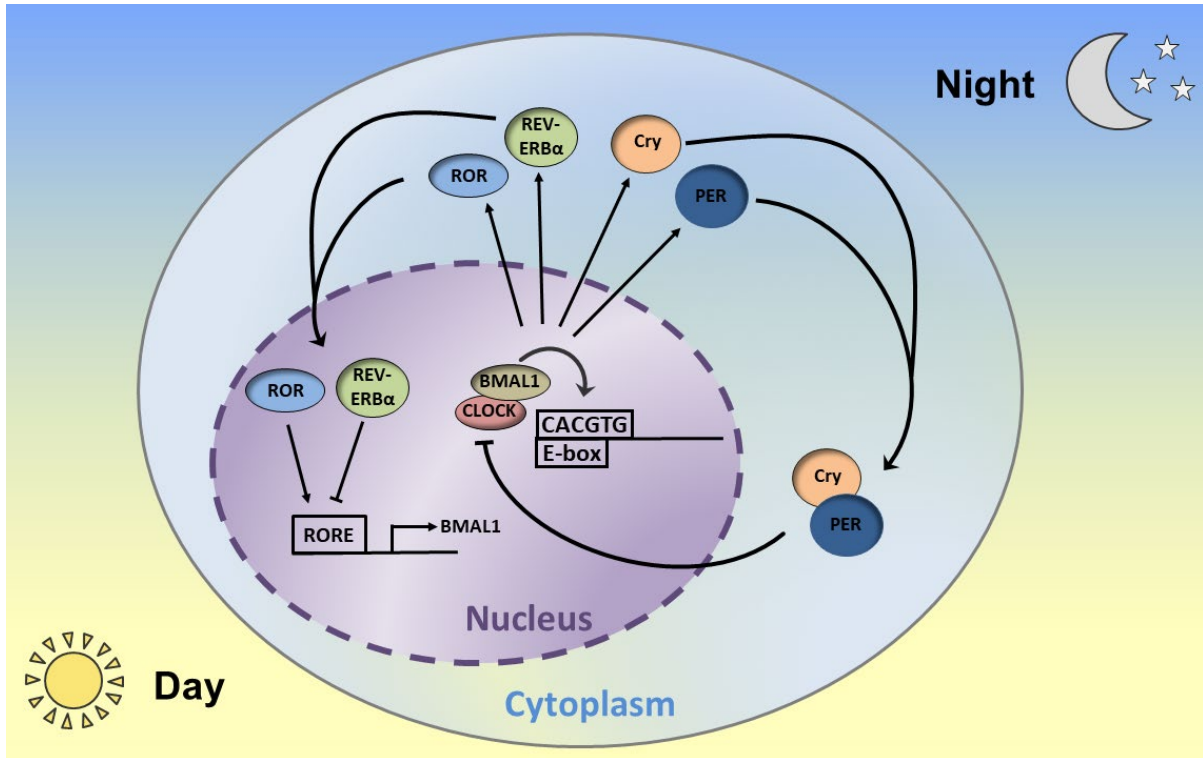 Night
REV-
ERBα
Cry
ROR
PER
REV-
ERBα
ROR
BMAL1
CLOCK
CACGTG
E-box
Cry
PER
RORE
BMAL1
Nucleus
Day
Cytoplasm